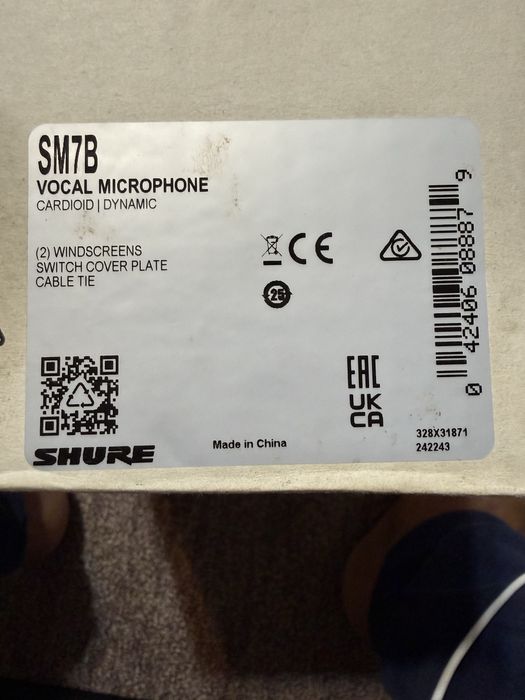 SM7B
VOCAL MICROPHONE
CARDIOID | DYNAMIC
(2) WINDSCREENS
SWITCH COVER PLATE
CABLE TIE
CE
25
0 42406 08887 9
EAC
UK
CA
SHURE
Made in China
328X31871
242243